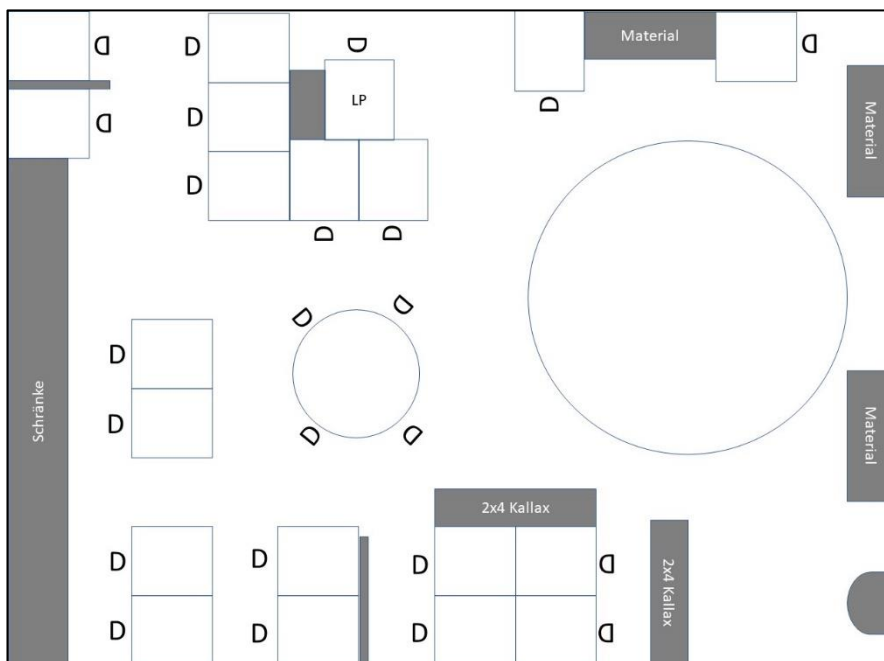 Material
LP
Material
Schränke
Material
2x4 Kallax
2x4 Kallax